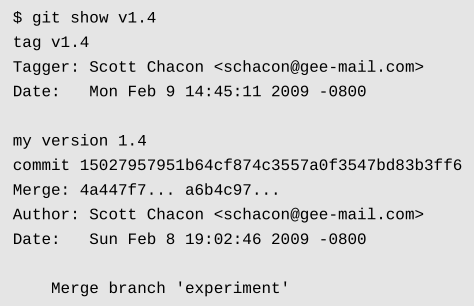 $ git show v1.4
tag v1.4
Tagger: Scott Chacon <schacon@gee-mail.com>
Date:   Mon Feb 9 14:45:11 2009 -0800

my version 1.4
commit 15027957951b64cf874c3557a0f3547bd83b3ff6
Merge: 4a447f7... a6b4c97...
Author: Scott Chacon <schacon@gee-mail.com>
Date:   Sun Feb 8 19:02:46 2009 -0800

    Merge branch 'experiment'